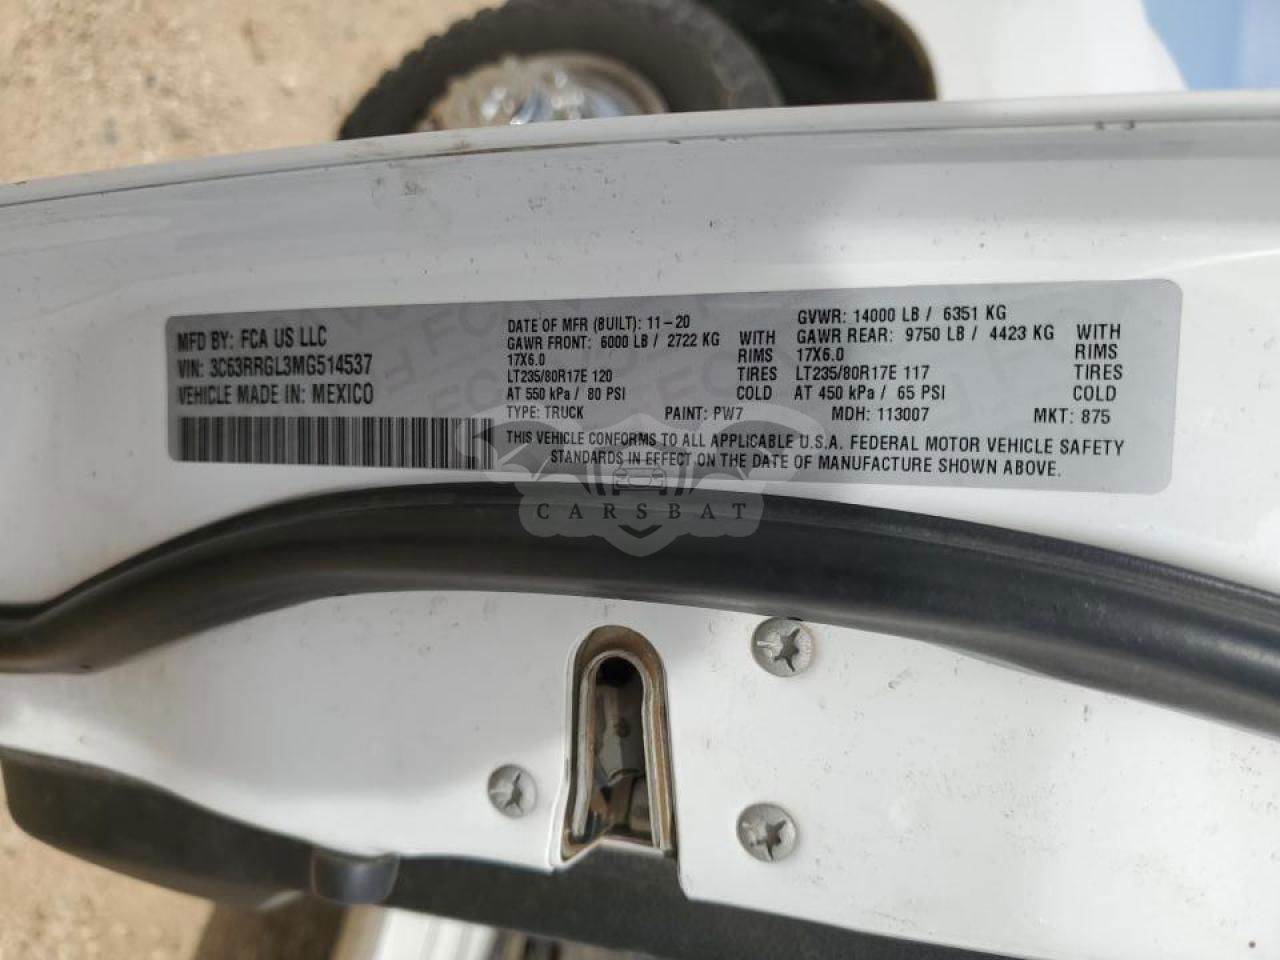 MFD BY: FCA US LLC
VIN: 3C63RRGL3MG514537
VEHICLE MADE IN: MEXICO
DATE OF MFR (BUILT): 11-20
GAWR FRONT: 6000 LB / 2722 KG WITH
17X6.0 RIMS
LT235/80R17E 120 TIRES
AT 550 kPa / 80 PSI COLD
GVWR: 14000 LB / 6351 KG
GAWR REAR: 9750 LB / 4423 KG WITH
17X6.0 RIMS
LT235/80R17E 117 TIRES
AT 450 kPa / 65 PSI COLD
TYPE: TRUCK PAINT: PW7 MDH: 113007 MKT: 875
THIS VEHICLE CONFORMS TO ALL APPLICABLE U.S.A. FEDERAL MOTOR VEHICLE SAFETY
STANDARDS IN EFFECT ON THE DATE OF MANUFACTURE SHOWN ABOVE.
CARSBAT